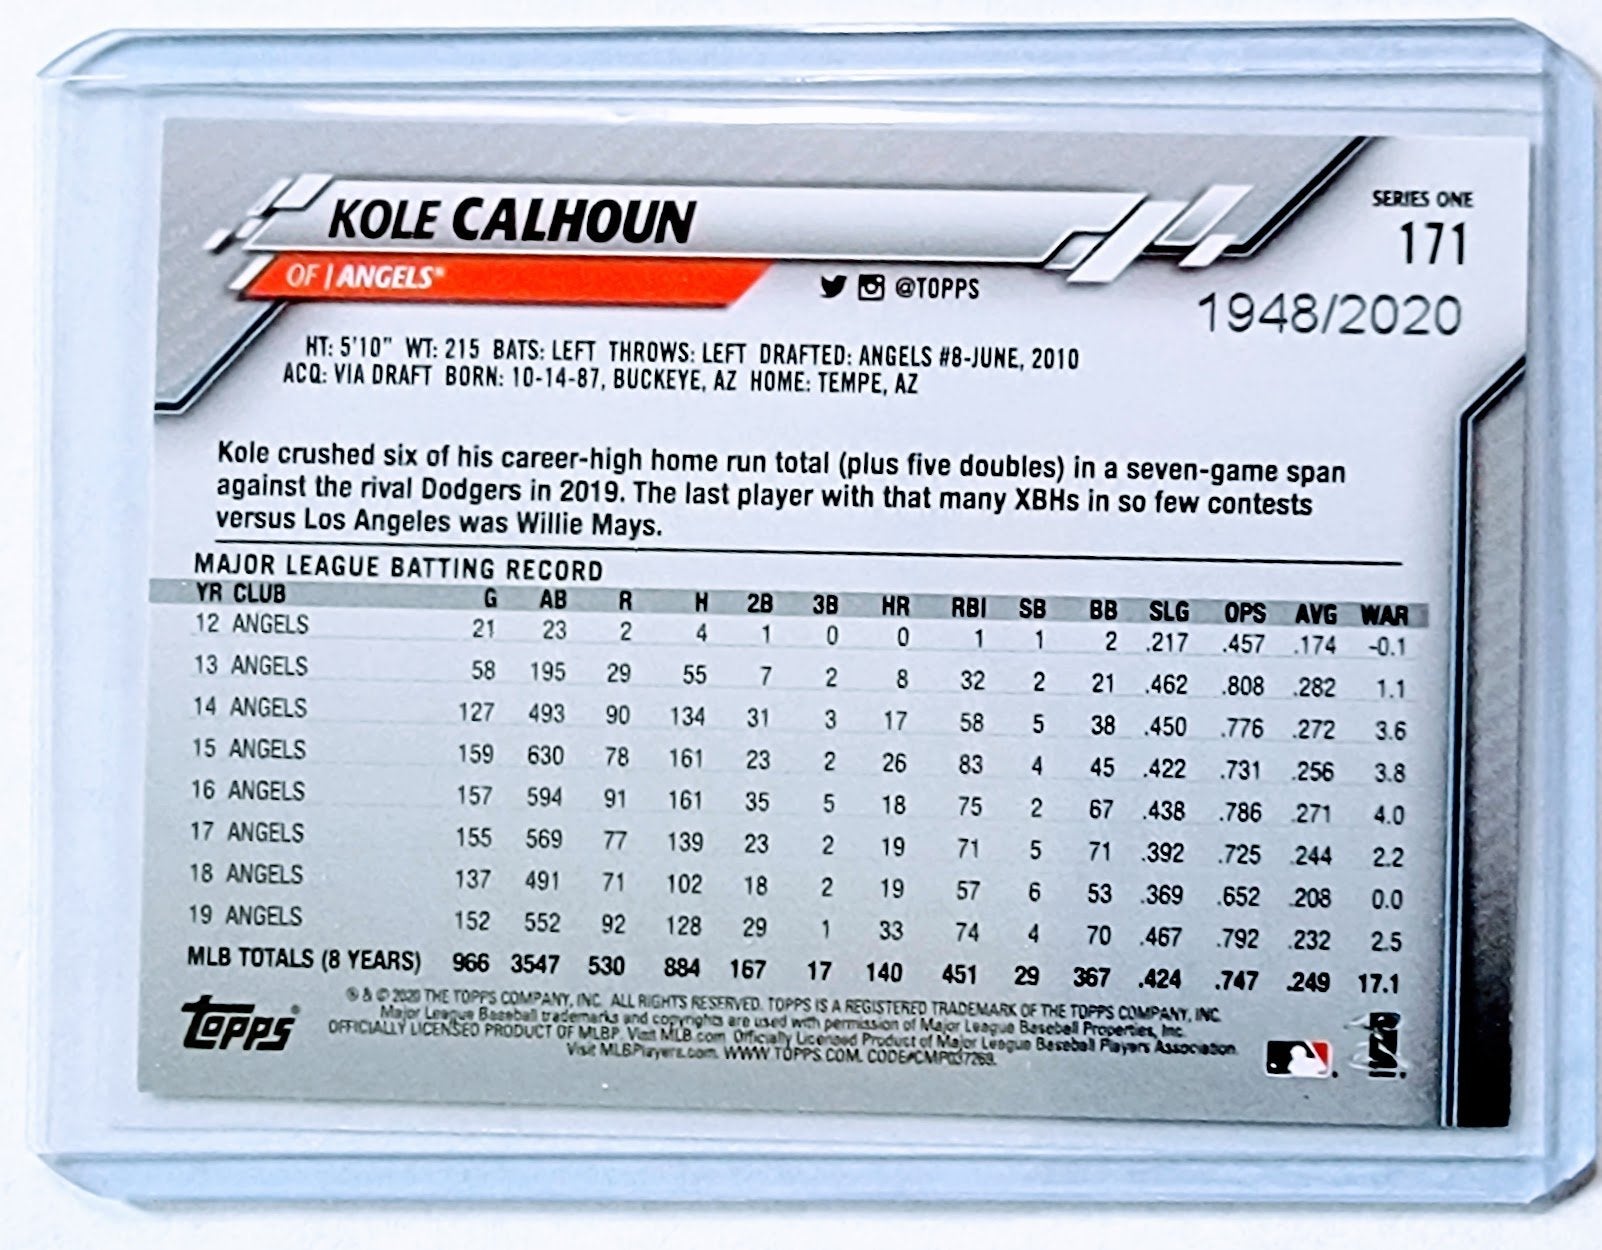 SERIES ONE
KOLE CALHOUN
171
OF | ANGELS®
@TOPPS
1948/2020
HT: 5'10" WT: 215 BATS: LEFT THROWS: LEFT DRAFTED: ANGELS #8-JUNE, 2010
ACQ: VIA DRAFT BORN: 10-14-87, BUCKEYE, AZ HOME: TEMPE, AZ
Kole crushed six of his career-high home run total (plus five doubles) in a seven-game span
against the rival Dodgers in 2019. The last player with that many XBHs in so few contests
versus Los Angeles was Willie Mays.
MAJOR LEAGUE BATTING RECORD
YR CLUB G AB R H 2B 3B HR RBI SB BB SLG OPS AVG WAR
12 ANGELS 21 23 2 4 1 0 0 1 1 2 .217 .457 .174 -0.1
13 ANGELS 58 195 29 55 7 2 8 32 2 21 .462 .808 .282 1.1
14 ANGELS 127 493 90 134 31 3 17 58 5 38 .450 .776 .272 3.6
15 ANGELS 159 630 78 161 23 2 26 83 4 45 .422 .731 .256 3.8
16 ANGELS 157 594 91 161 35 5 18 75 2 67 .438 .786 .271 4.0
17 ANGELS 155 569 77 139 23 2 19 71 5 71 .392 .725 .244 2.2
18 ANGELS 137 491 71 102 18 2 19 57 6 53 .369 .652 .208 0.0
19 ANGELS 152 552 92 128 29 1 33 74 4 70 .467 .792 .232 2.5
MLB TOTALS (8 YEARS) 966 3547 530 884 167 17 140 451 29 367 .424 .747 .249 17.1
® & © 2020 THE TOPPS COMPANY, INC. ALL RIGHTS RESERVED. TOPPS IS A REGISTERED TRADEMARK OF THE TOPPS COMPANY, INC.
Major League Baseball trademarks and copyrights are used with permission of Major League Baseball Properties, Inc.
OFFICIALLY LICENSED PRODUCT OF MLBP. Visit MLB.com. Officially Licensed Product of Major League Baseball Players Association.
Visit MLBPlayers.com. WWW.TOPPS.COM. CODE#CMP037269.
Topps®